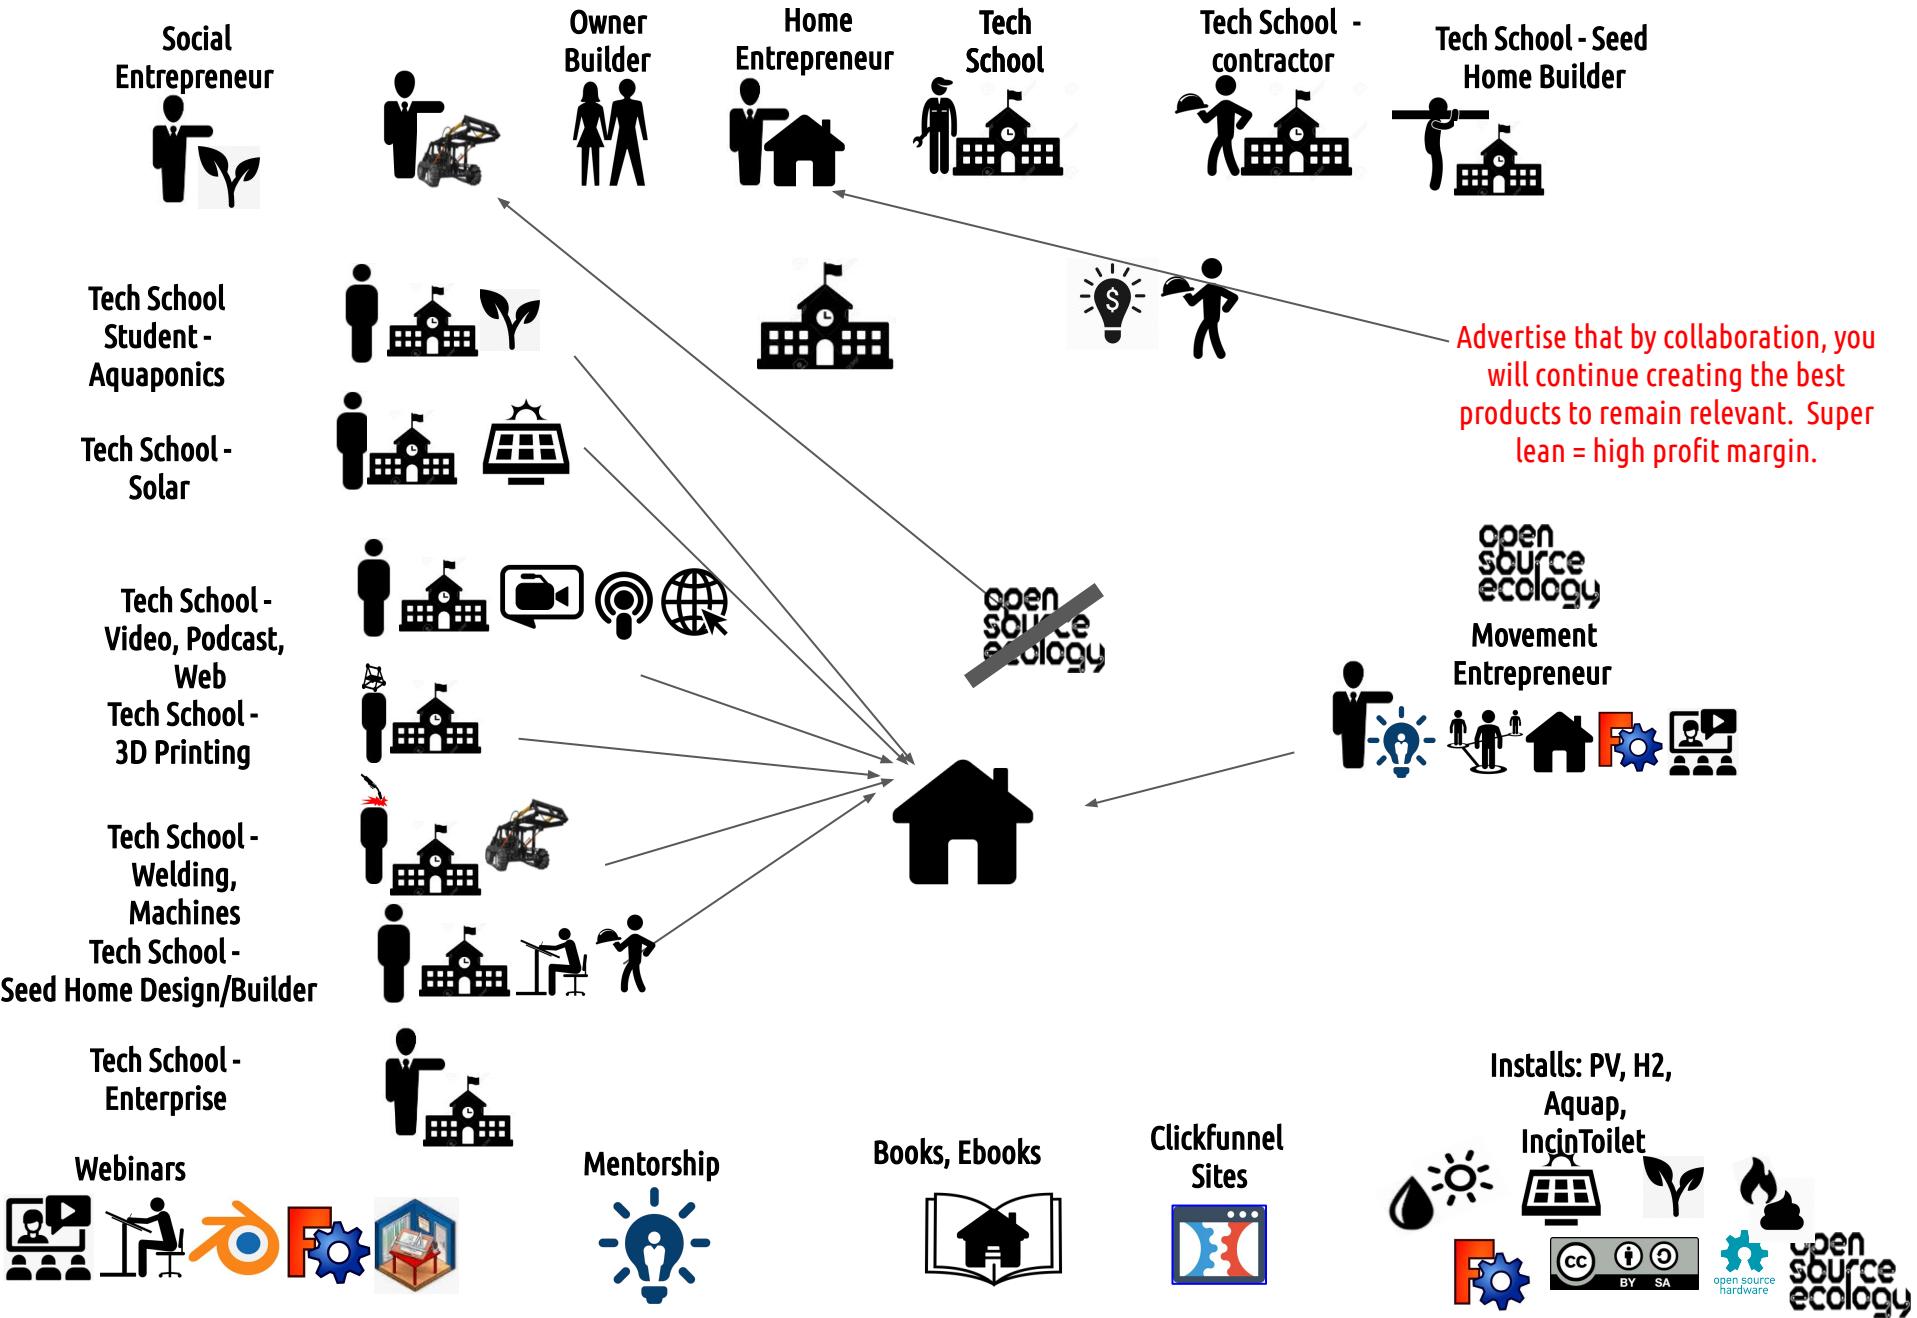 Social
Entrepreneur
Owner
Builder
Home
Entrepreneur
Tech
School
Tech School -
contractor
Tech School - Seed
Home Builder
Tech School
Student -
Aquaponics
$
Advertise that by collaboration, you
will continue creating the best
products to remain relevant. Super
lean = high profit margin.
Tech School -
Solar
open
source
ecology
open
source
ecology
Movement
Entrepreneur
Tech School -
Video, Podcast,
Web
Tech School -
3D Printing
Tech School -
Welding,
Machines
Tech School -
Seed Home Design/Builder
Tech School -
Enterprise
Webinars
Mentorship
Books, Ebooks
Clickfunnel
Sites
Installs: PV, H2,
Aquap,
IncinToilet
cc
BY SA
open source
hardware
open
source
ecology